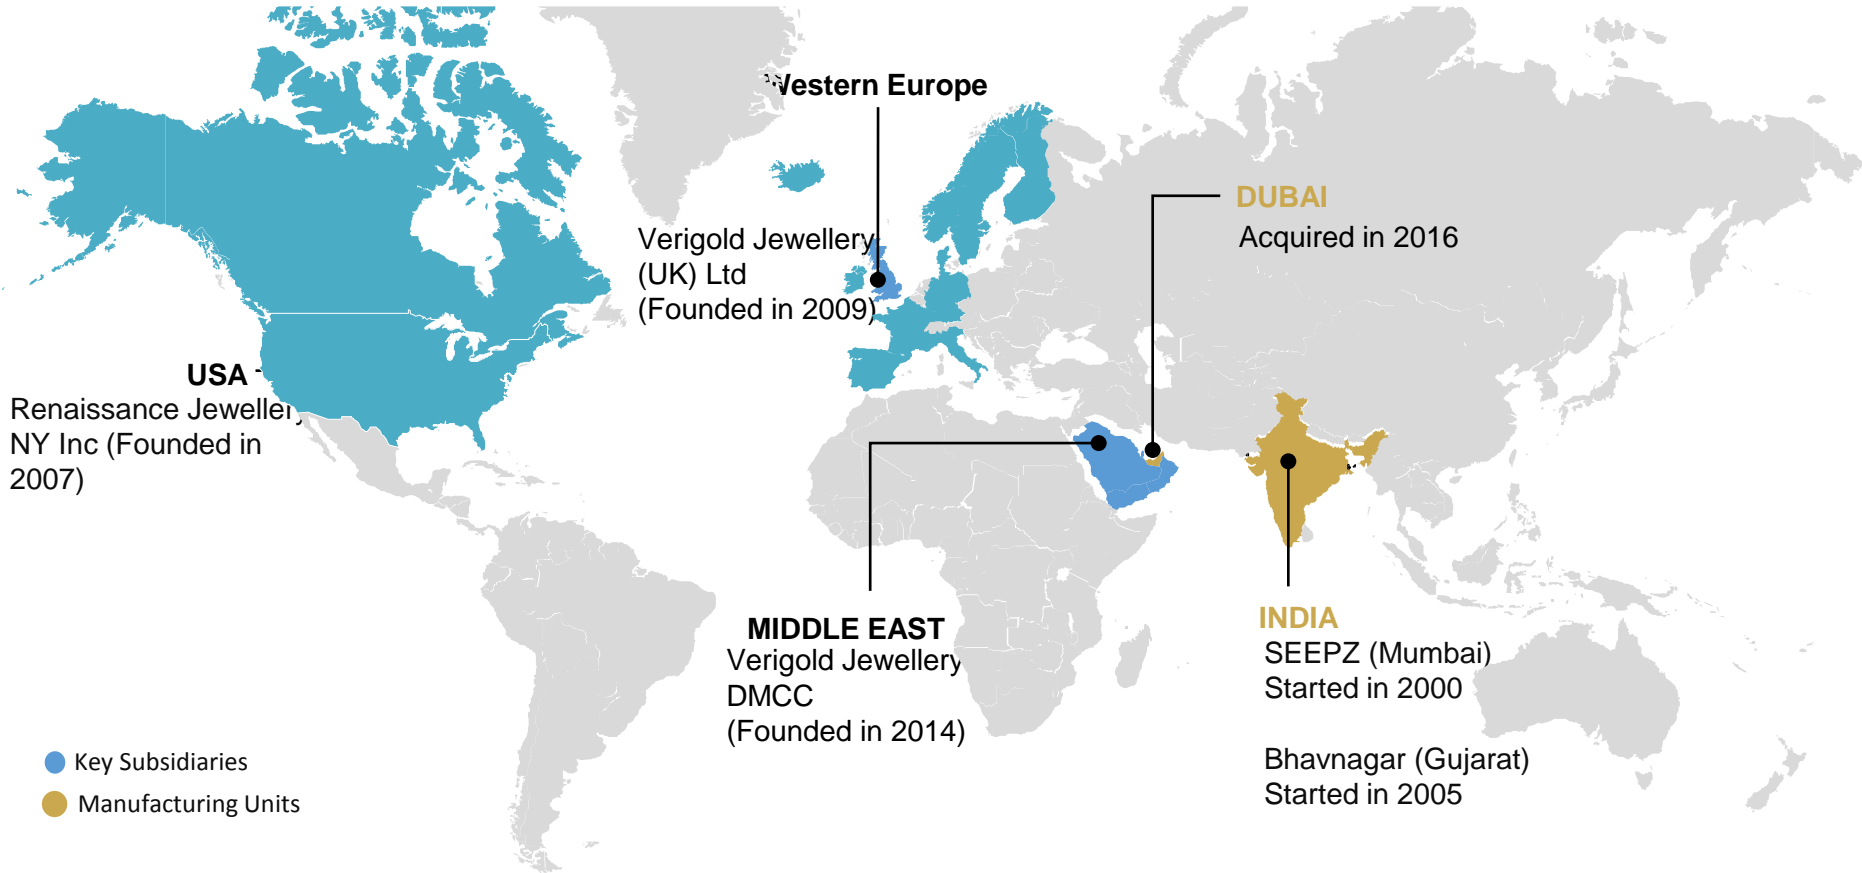 Western Europe
Verigold Jewellery
(UK) Ltd
(Founded in 2009)
DUBAI
Acquired in 2016
USA
Renaissance Jewellery
NY Inc (Founded in
2007)
MIDDLE EAST
Verigold Jewellery
DMCC
(Founded in 2014)
INDIA
SEEPZ (Mumbai)
Started in 2000
Bhavnagar (Gujarat)
Started in 2005
Key Subsidiaries
Manufacturing Units